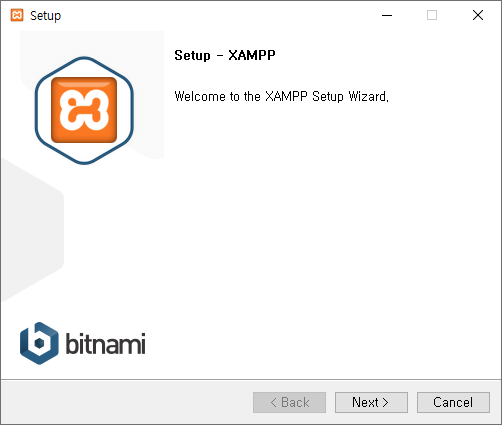 Setup
Setup - XAMPP
Welcome to the XAMPP Setup Wizard.
bitnami
< Back
Next >
Cancel